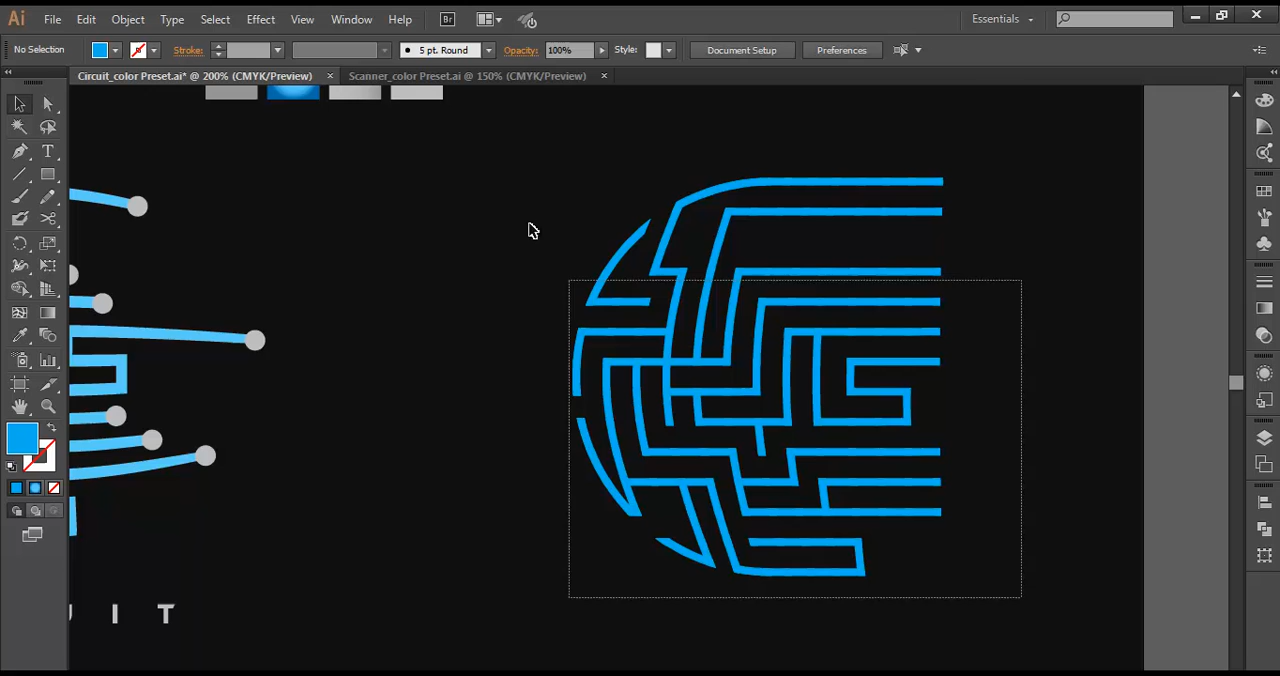 Ai File Edit Object Type Select Effect View Window Help Br Essentials
No Selection Stroke: 5 pt. Round Opacity: 100% Style: Document Setup Preferences
Circuit_color Preset.ai* @ 200% (CMYK/Preview) × Scanner_color Preset.ai @ 150% (CMYK/Preview) ×
T
U I T